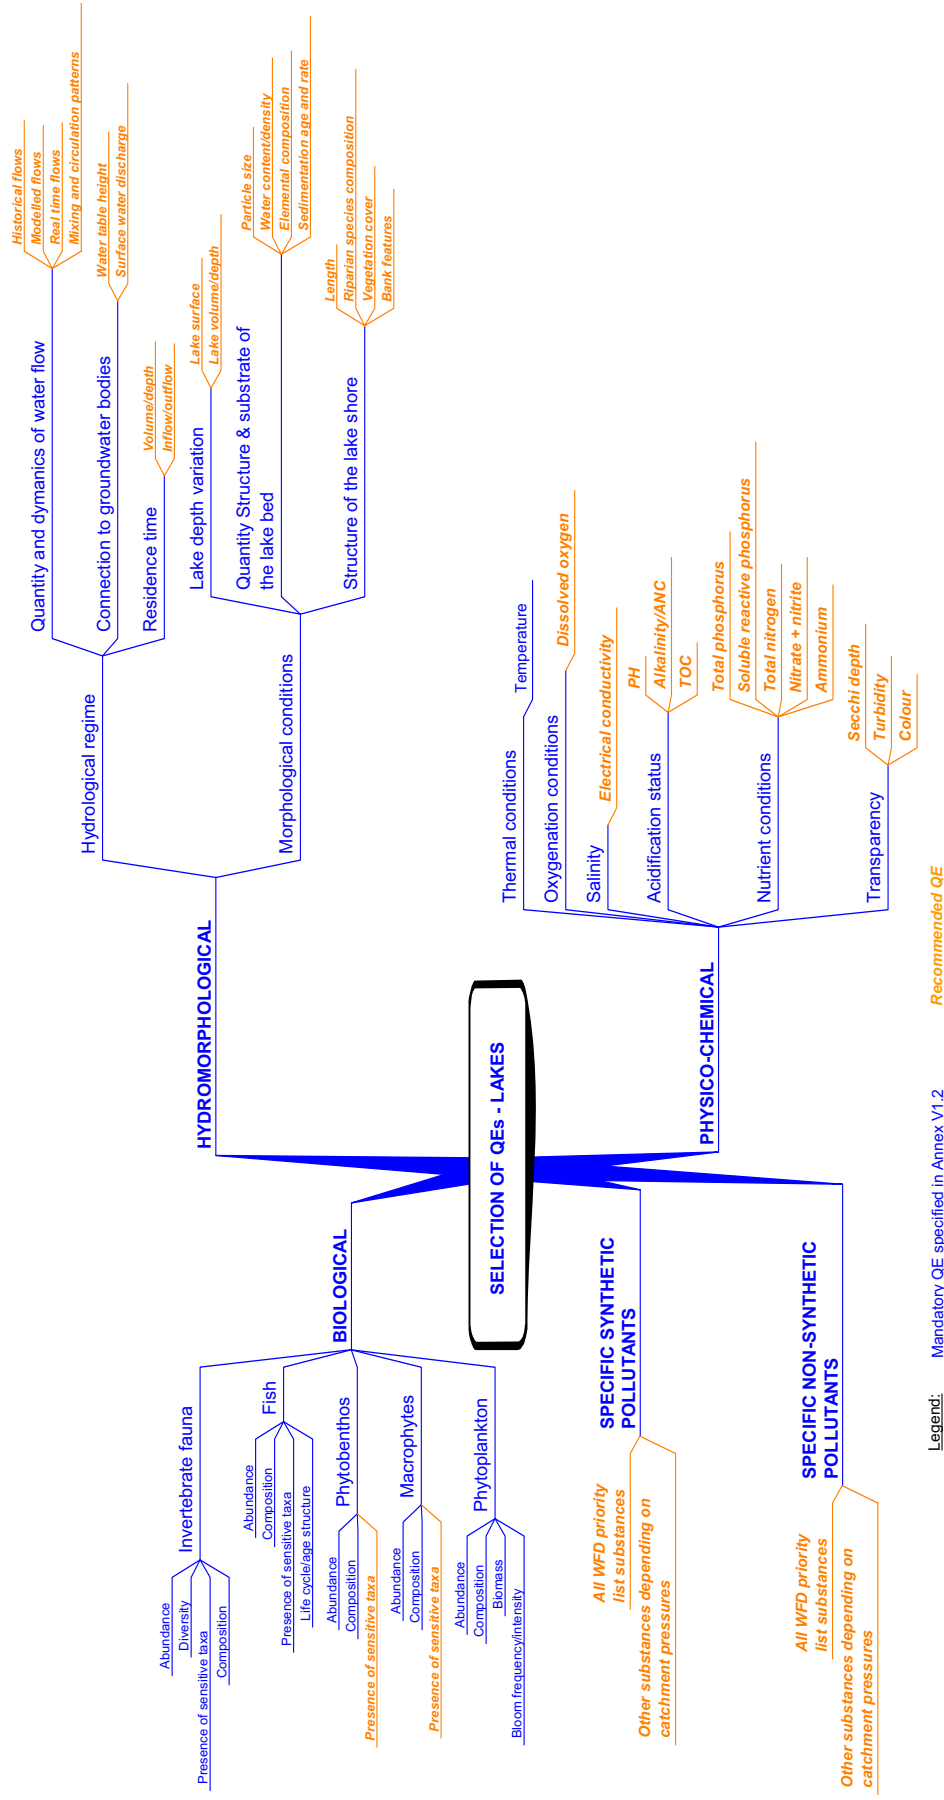 Invertebrate fauna
Abundance
Diversity
Presence of sensitive taxa
Composition
Fish
Abundance
Composition
Presence of sensitive taxa
Life cycle/age structure
Phytobenthos
Abundance
Composition
Presence of sensitive taxa
Macrophytes
Abundance
Composition
Presence of sensitive taxa
Phytoplankton
Abundance
Composition
Biomass
Bloom frequency/intensity
BIOLOGICAL
HYDROMORPHOLOGICAL
Hydrological regime
Quantity and dymanics of water flow
Historical flows
Modelled flows
Real time flows
Mixing and circulation patterns
Connection to groundwater bodies
Water table height
Surface water discharge
Residence time
Volume/depth
Inflow/outflow
Morphological conditions
Lake depth variation
Lake surface
Lake volume/depth
Quantity Structure & substrate of
the lake bed
Particle size
Water content/density
Elemental composition
Sedimentation age and rate
Structure of the lake shore
Length
Riparian species composition
Vegetation cover
Bank features
SELECTION OF QEs - LAKES
SPECIFIC SYNTHETIC
POLLUTANTS
All WFD priority
list substances
Other substances depending on
catchment pressures
SPECIFIC NON-SYNTHETIC
POLLUTANTS
All WFD priority
list substances
Other substances depending on
catchment pressures
PHYSICO-CHEMICAL
Thermal conditions
Temperature
Oxygenation conditions
Dissolved oxygen
Salinity
Electrical conductivity
Acidification status
PH
Alkalinity/ANC
TOC
Nutrient conditions
Total phosphorus
Soluble reactive phosphorus
Total nitrogen
Nitrate + nitrite
Ammonium
Transparency
Secchi depth
Turbidity
Colour
Legend:
Mandatory QE specified in Annex V1.2
Recommended QE